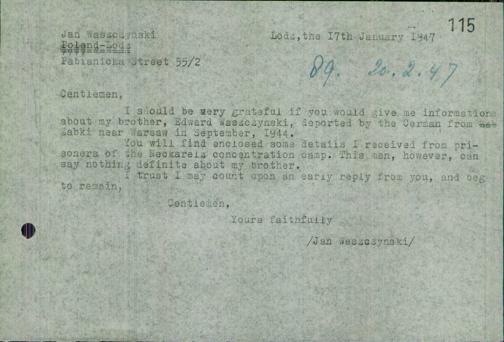 115
Jan Waszczynski Lodz, the 17th January 1947
Poland-Lodz
Pabianicka Street 55/2
89. 20.2.47
Gentlemen,
I should be very grateful if you would give me informations
about my brother, Edward Waszczynski, deported by the German from
Zabki near Warsaw in September, 1944.
You will find enclosed some details I received from pri-
soners of the Neckarelz concentration camp. This men, however, can
say nothing definite about my brother.
I trust I may count upon an early reply from you, and beg
to remain,
Gentlemen,
Yours faithfully
/Jan Waszczynski/